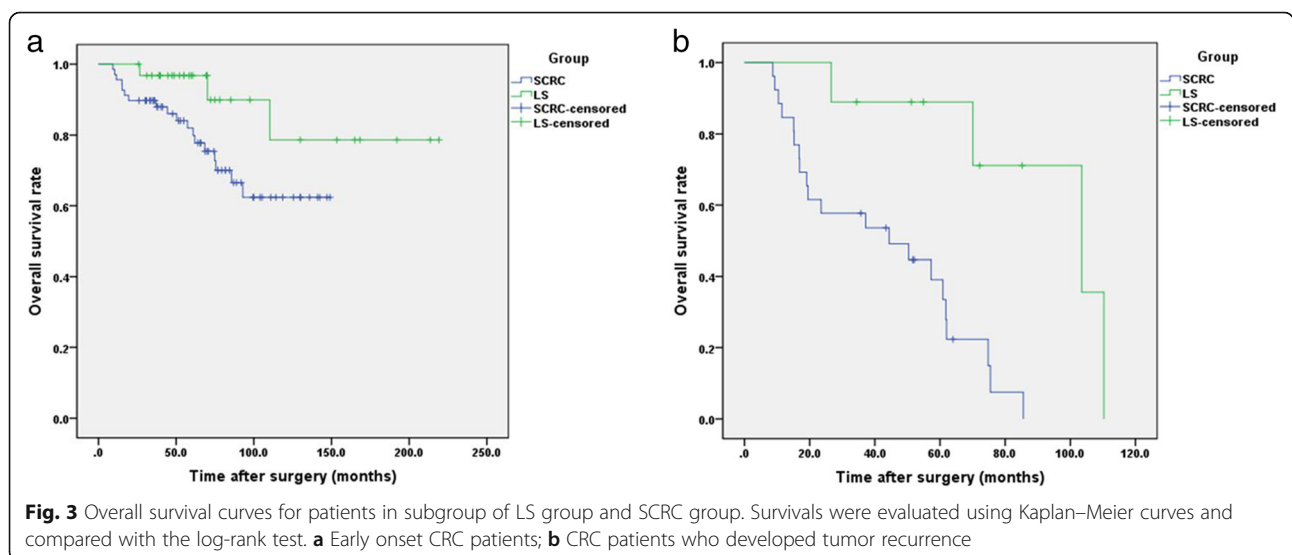 a
Overall survival rate
1.0
0.8
0.6
0.4
0.2
0.0
.0 50.0 100.0 150.0 200.0 250.0
Time after surgery (months)
Group
SCRC
LS
SCRC-censored
LS-censored
b
Overall survival rate
1.0
0.8
0.6
0.4
0.2
0.0
.0 20.0 40.0 60.0 80.0 100.0 120.0
Time after surgery (months)
Group
SCRC
LS
SCRC-censored
LS-censored
Fig. 3 Overall survival curves for patients in subgroup of LS group and SCRC group. Survivals were evaluated using Kaplan–Meier curves and
compared with the log-rank test. a Early onset CRC patients; b CRC patients who developed tumor recurrence